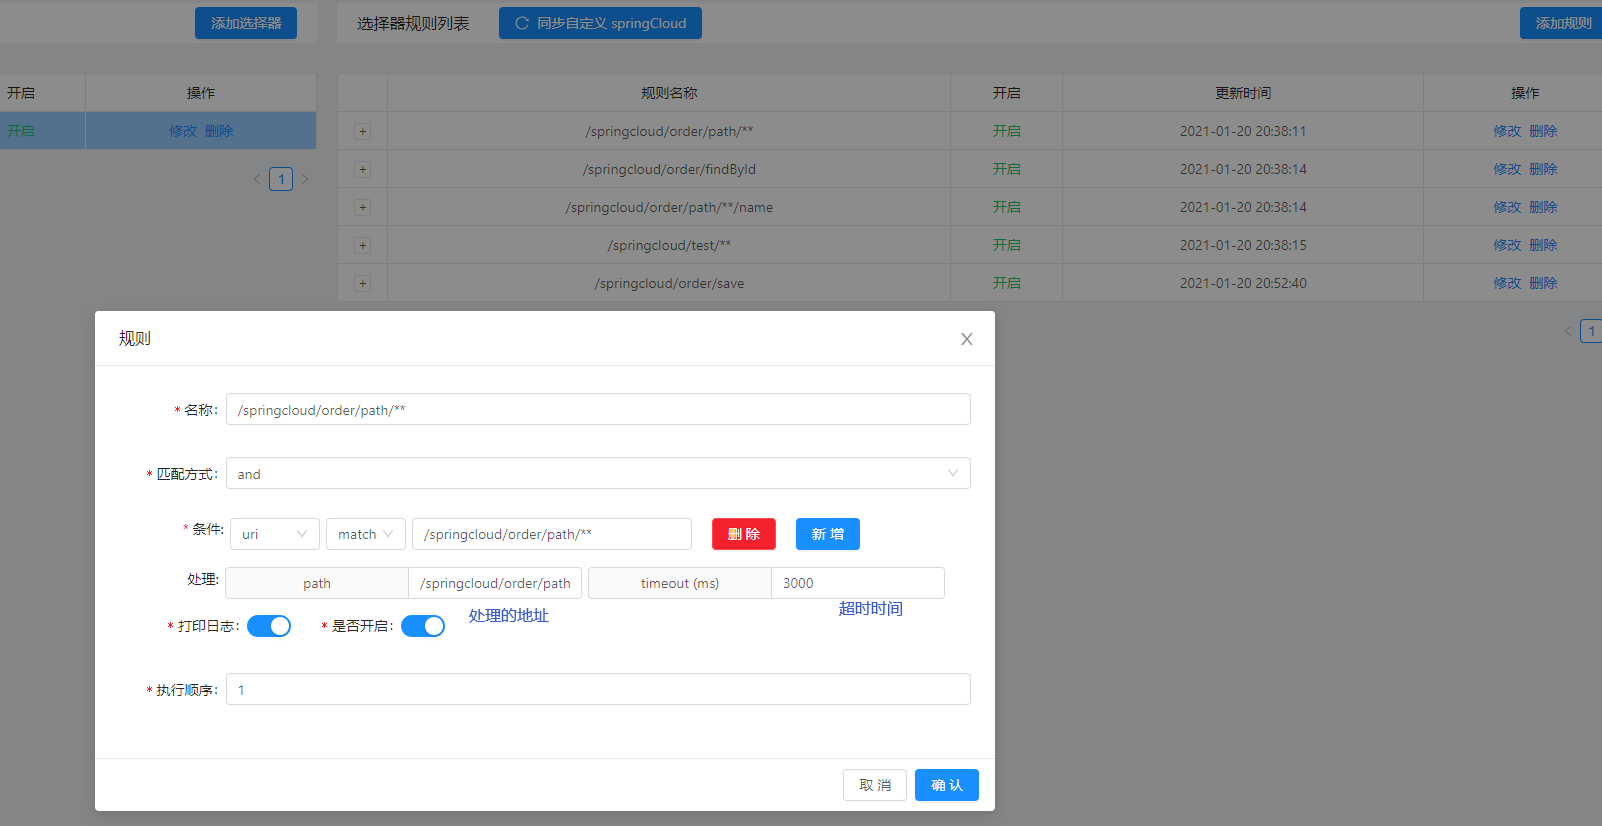 添加选择器
选择器规则列表
同步自定义 springCloud
添加规则
开启 操作
开启 修改 删除
< 1 >
规则名称 开启 更新时间 操作
+ /springcloud/order/path/** 开启 2021-01-20 20:38:11 修改 删除
+ /springcloud/order/findById 开启 2021-01-20 20:38:14 修改 删除
+ /springcloud/order/path/**/name 开启 2021-01-20 20:38:14 修改 删除
+ /springcloud/test/** 开启 2021-01-20 20:38:15 修改 删除
+ /springcloud/order/save 开启 2021-01-20 20:52:40 修改 删除
< 1
规则
* 名称: /springcloud/order/path/**
* 匹配方式: and
* 条件: uri match /springcloud/order/path/** 删 除 新 增
处理: path /springcloud/order/path timeout (ms) 3000
处理的地址 超时时间
* 打印日志: * 是否开启:
* 执行顺序: 1
取 消 确 认